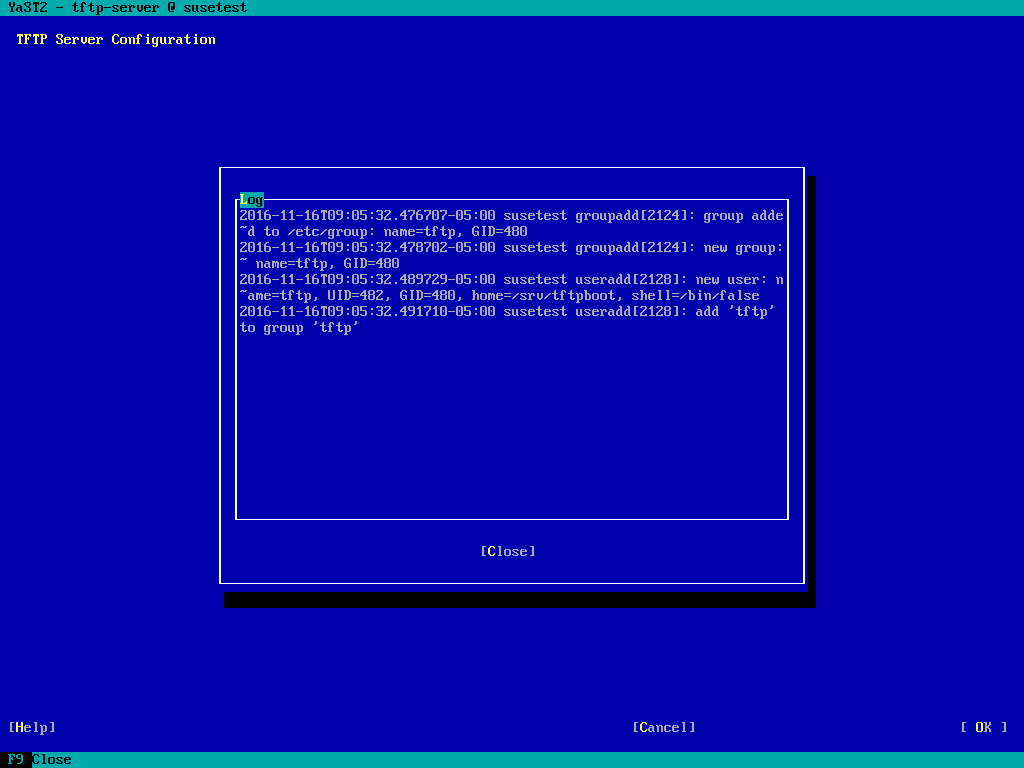 YaST2 - tftp-server @ susetest
TFTP Server Configuration
Log
2016-11-16T09:05:32.476707-05:00 susetest groupadd[2124]: group adde
~d to /etc/group: name=tftp, GID=480
2016-11-16T09:05:32.478702-05:00 susetest groupadd[2124]: new group:
~ name=tftp, GID=480
2016-11-16T09:05:32.489729-05:00 susetest useradd[2128]: new user: n
~ame=tftp, UID=482, GID=480, home=/srv/tftpboot, shell=/bin/false
2016-11-16T09:05:32.491710-05:00 susetest useradd[2128]: add 'tftp'
to group 'tftp'
[Close]
[Help] [Cancel] [ OK ]
F9 Close